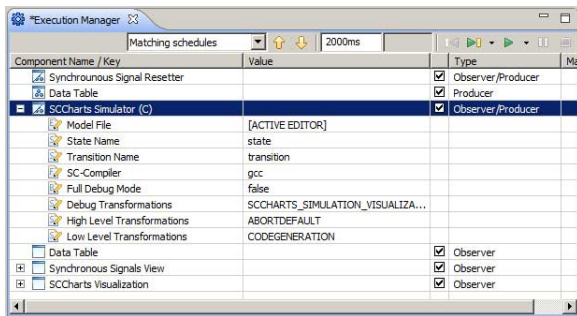 *Execution Manager
Matching schedules 2000ms
Component Name / Key Value Type Ma
Synchrounous Signal Resetter Observer/Producer
Data Table Producer
SCCharts Simulator (C) Observer/Producer
Model File [ACTIVE EDITOR]
State Name state
Transition Name transition
SC-Compiler gcc
Full Debug Mode false
Debug Transformations SCCHARTS_SIMULATION_VISUALIZA...
High Level Transformations ABORTDEFAULT
Low Level Transformations CODEGENERATION
Data Table Observer
Synchronous Signals View Observer
SCCharts Visualization Observer